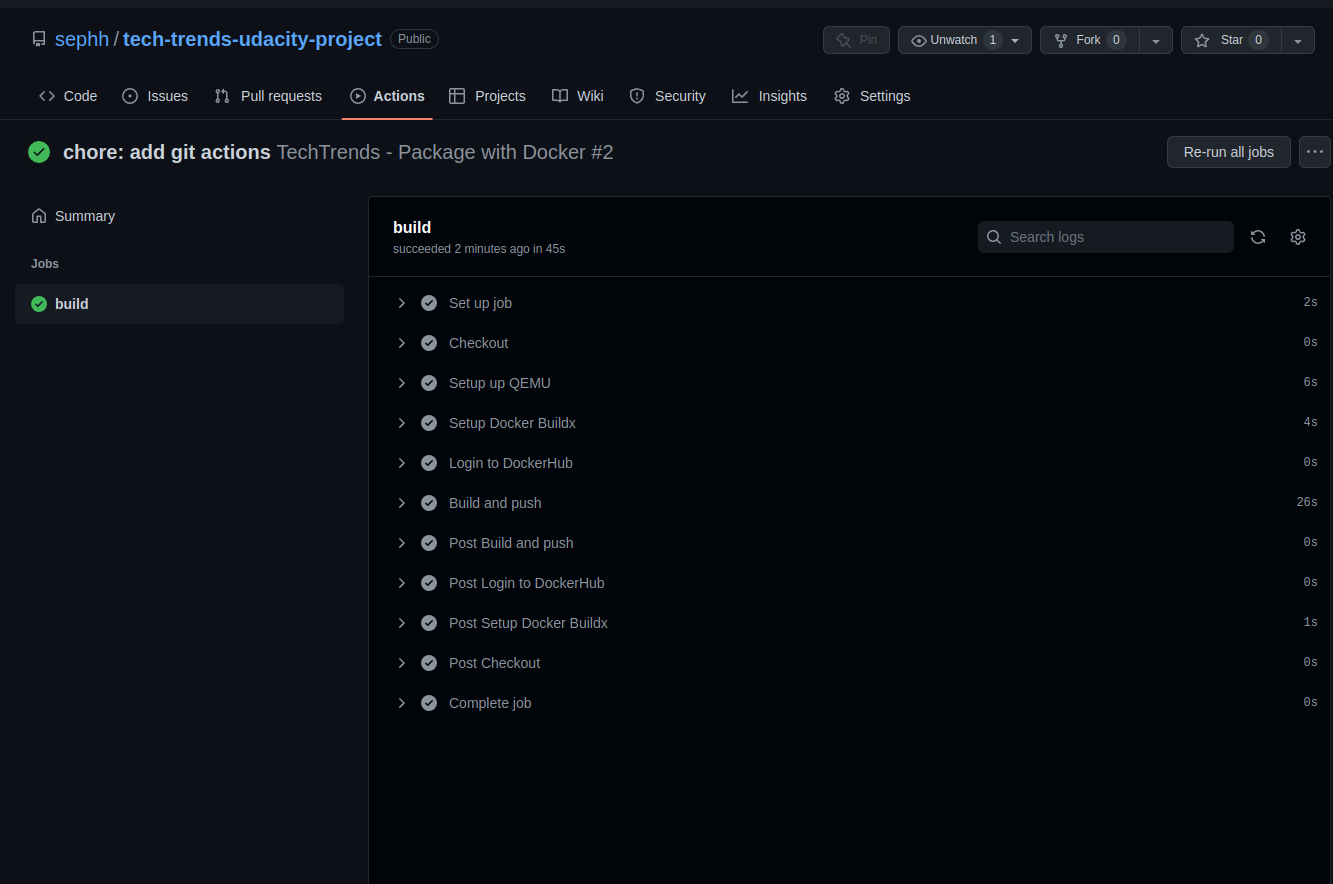 sephh / tech-trends-udacity-project Public Pin Unwatch 1 Fork 0 Star 0
Code Issues Pull requests Actions Projects Wiki Security Insights Settings
chore: add git actions TechTrends - Package with Docker #2 Re-run all jobs ...
Summary
Jobs
build
build
succeeded 2 minutes ago in 45s
Search logs
Set up job 2s
Checkout 0s
Setup up QEMU 6s
Setup Docker Buildx 4s
Login to DockerHub 0s
Build and push 26s
Post Build and push 0s
Post Login to DockerHub 0s
Post Setup Docker Buildx 1s
Post Checkout 0s
Complete job 0s